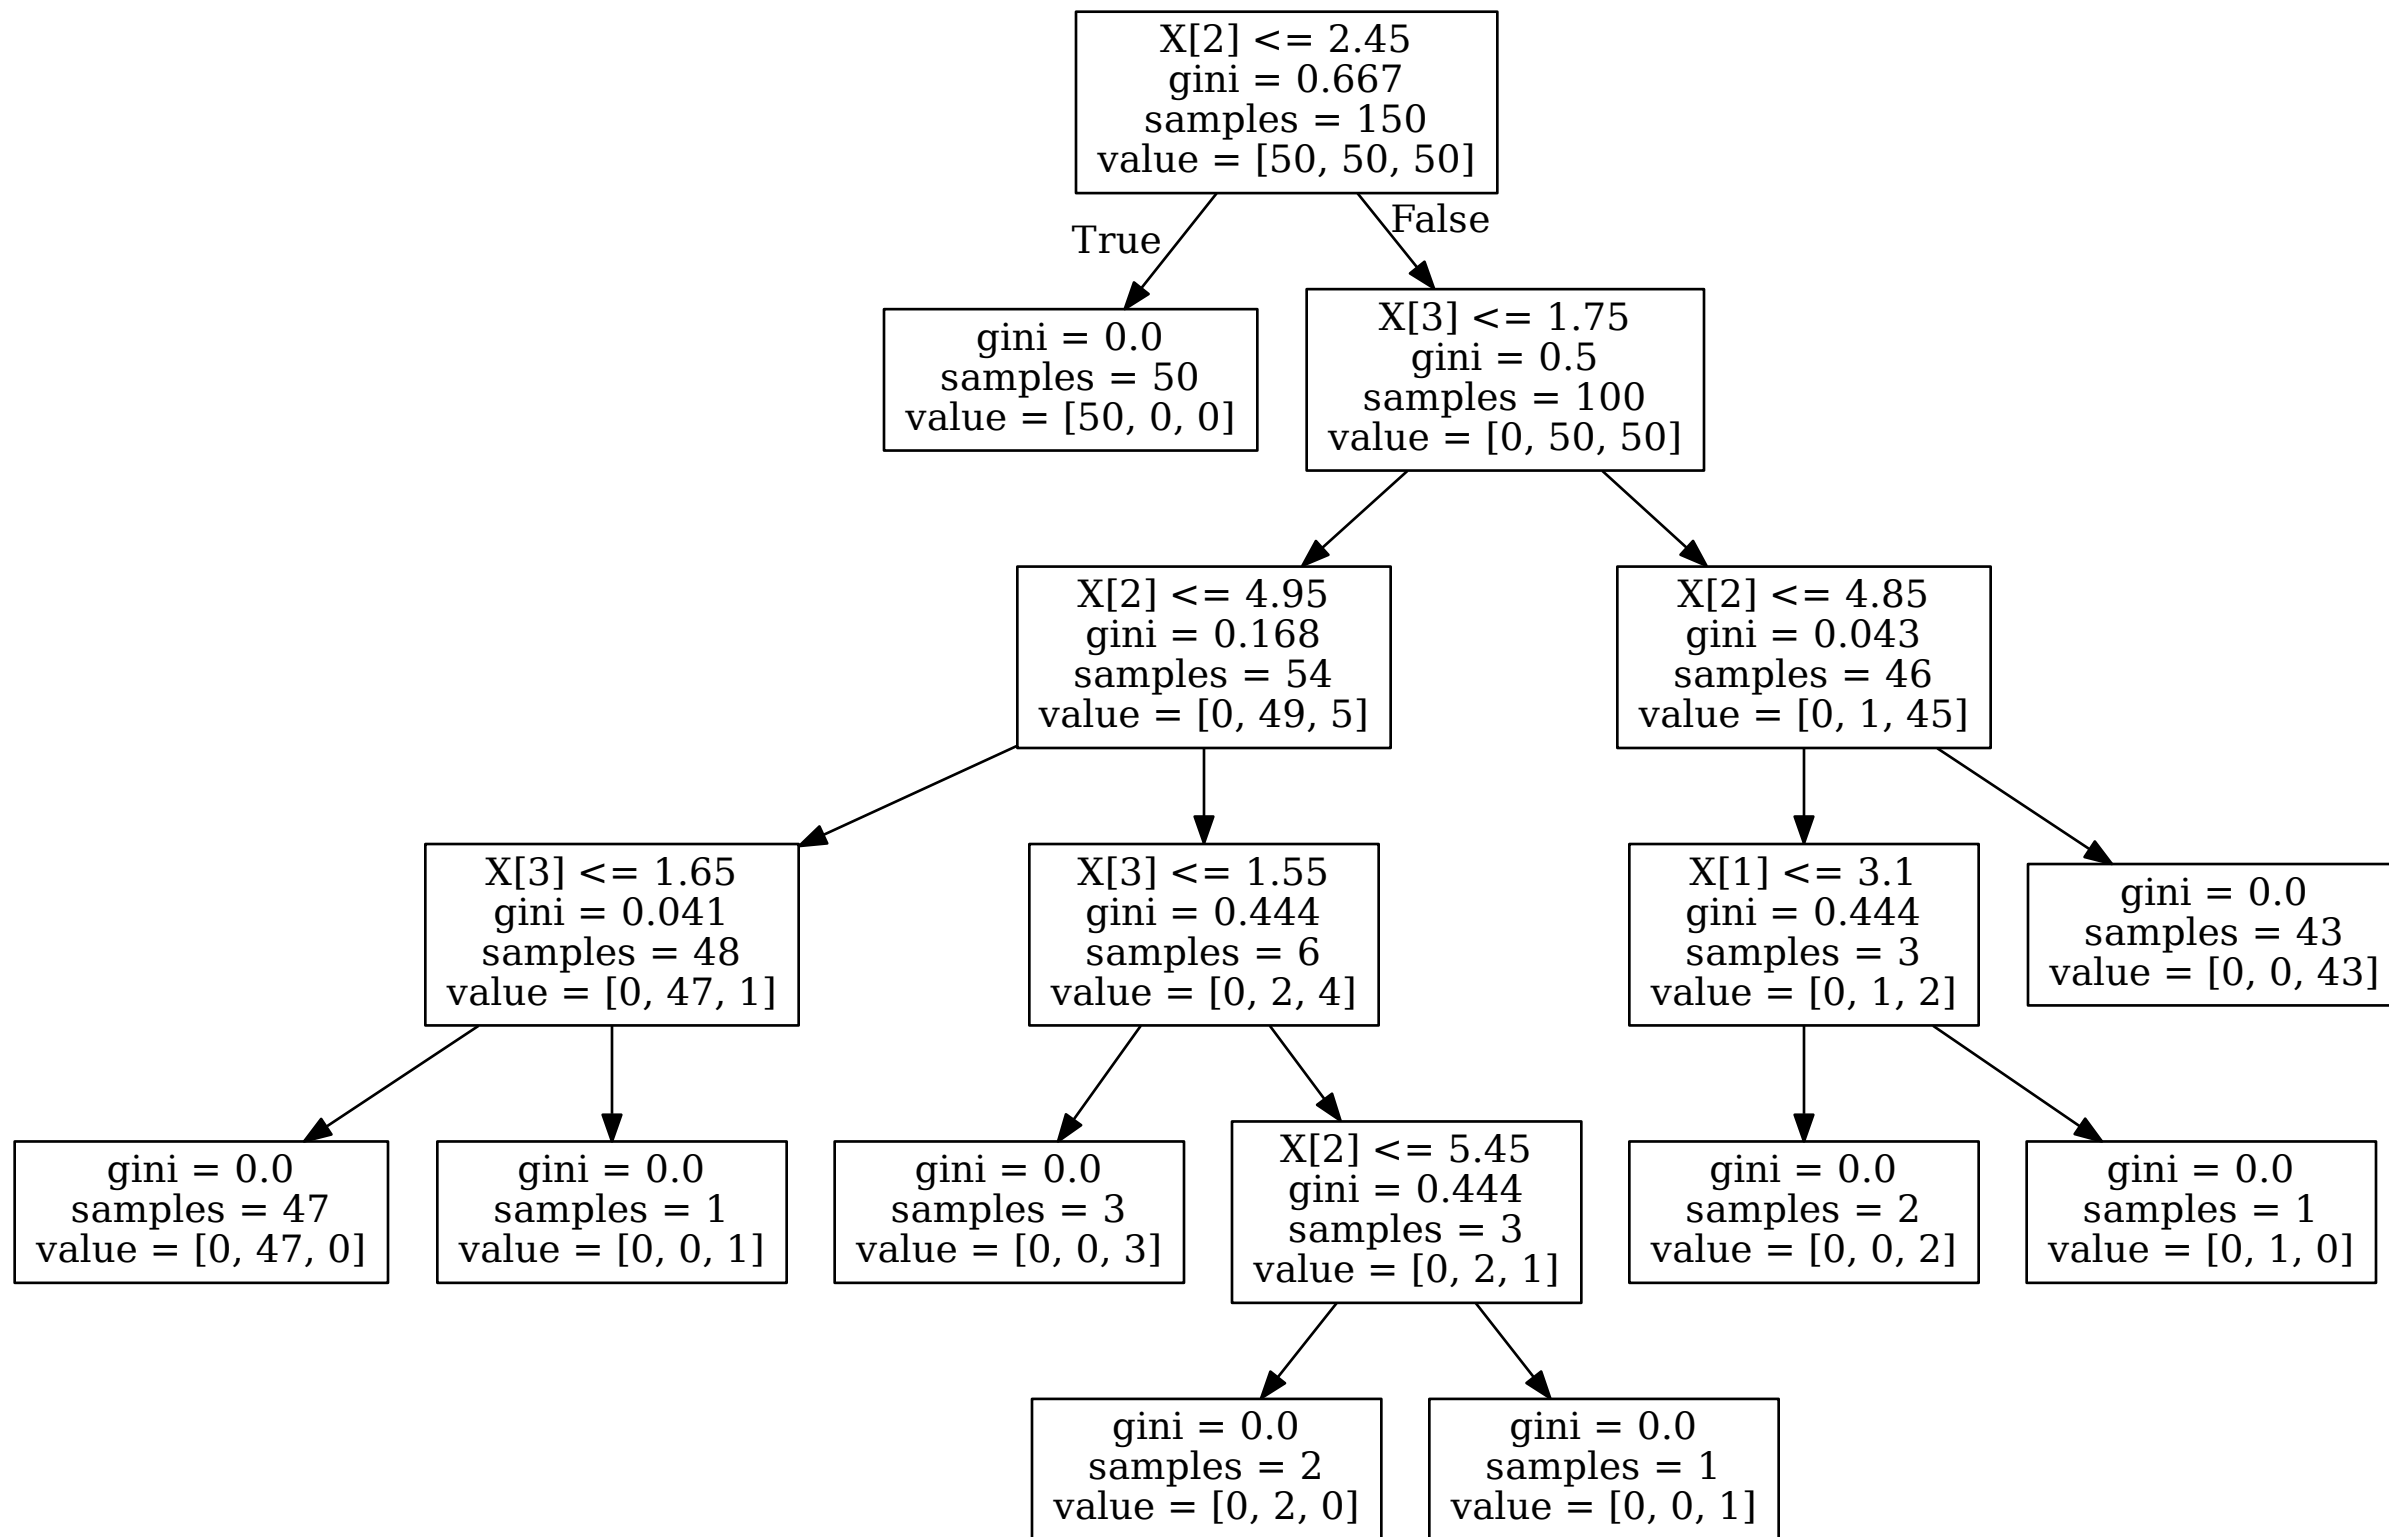 X[2] <= 2.45
gini = 0.667
samples = 150
value = [50, 50, 50]
True
False
gini = 0.0
samples = 50
value = [50, 0, 0]
X[3] <= 1.75
gini = 0.5
samples = 100
value = [0, 50, 50]
X[2] <= 4.95
gini = 0.168
samples = 54
value = [0, 49, 5]
X[2] <= 4.85
gini = 0.043
samples = 46
value = [0, 1, 45]
X[3] <= 1.65
gini = 0.041
samples = 48
value = [0, 47, 1]
X[3] <= 1.55
gini = 0.444
samples = 6
value = [0, 2, 4]
X[1] <= 3.1
gini = 0.444
samples = 3
value = [0, 1, 2]
gini = 0.0
samples = 43
value = [0, 0, 43]
gini = 0.0
samples = 47
value = [0, 47, 0]
gini = 0.0
samples = 1
value = [0, 0, 1]
gini = 0.0
samples = 3
value = [0, 0, 3]
X[2] <= 5.45
gini = 0.444
samples = 3
value = [0, 2, 1]
gini = 0.0
samples = 2
value = [0, 0, 2]
gini = 0.0
samples = 1
value = [0, 1, 0]
gini = 0.0
samples = 2
value = [0, 2, 0]
gini = 0.0
samples = 1
value = [0, 0, 1]